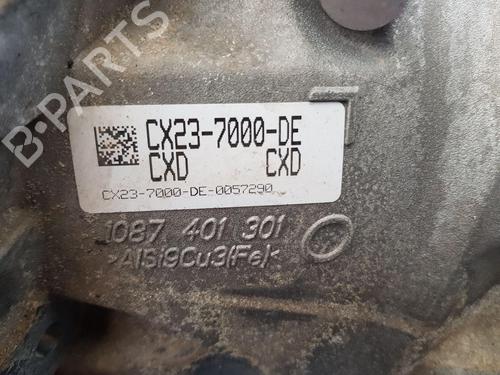 B-PARTS
CX23-7000-DE
CXD CXD
CX23-7000-DE-0057290
1087 401 301
>AlSi9Cu3(Fe)<